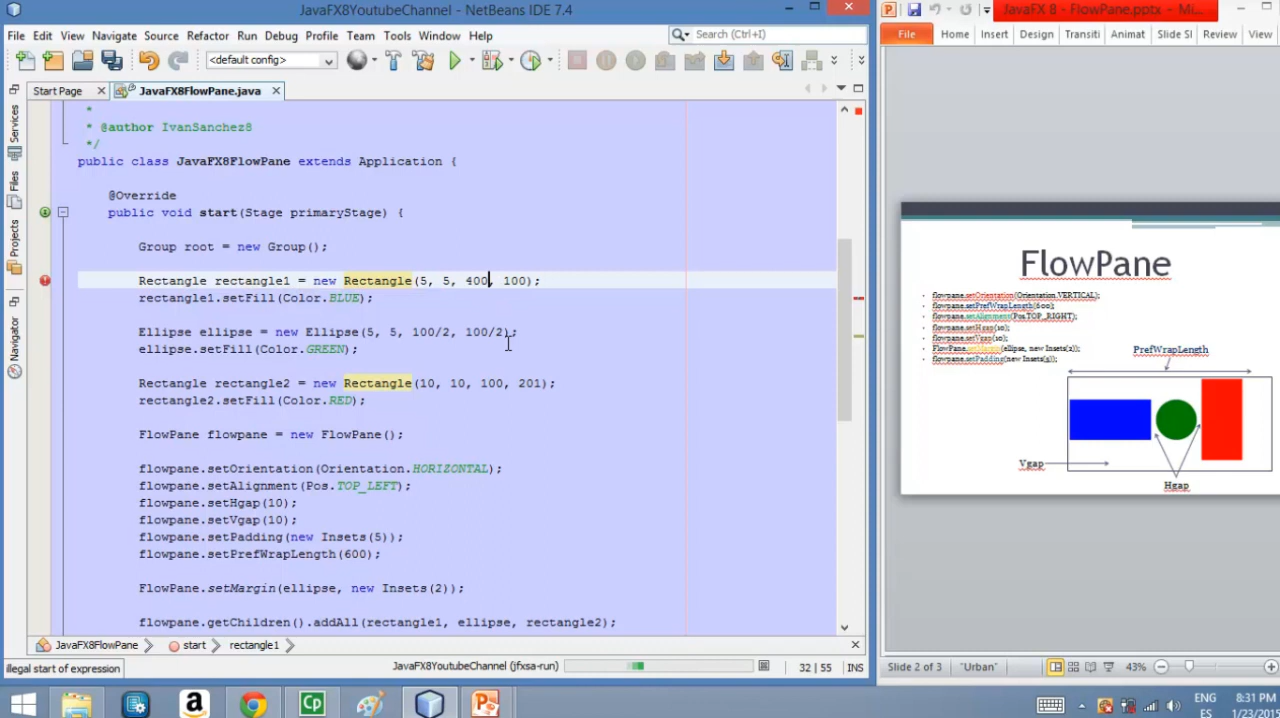 JavaFX8YoutubeChannel - NetBeans IDE 7.4
File Edit View Navigate Source Refactor Run Debug Profile Team Tools Window Help
Search (Ctrl+I)
<default config>
Start Page
JavaFX8FlowPane.java
Services
Files
Projects
Navigator
*
* @author IvanSanchez8
*/
public class JavaFX8FlowPane extends Application {
@Override
public void start(Stage primaryStage) {
Group root = new Group();
Rectangle rectangle1 = new Rectangle(5, 5, 400, 100);
rectangle1.setFill(Color.BLUE);
Ellipse ellipse = new Ellipse(5, 5, 100/2, 100/2);
ellipse.setFill(Color.GREEN);
Rectangle rectangle2 = new Rectangle(10, 10, 100, 201);
rectangle2.setFill(Color.RED);
FlowPane flowpane = new FlowPane();
flowpane.setOrientation(Orientation.HORIZONTAL);
flowpane.setAlignment(Pos.TOP_LEFT);
flowpane.setHgap(10);
flowpane.setVgap(10);
flowpane.setPadding(new Insets(5));
flowpane.setPrefWrapLength(600);
FlowPane.setMargin(ellipse, new Insets(2));
flowpane.getChildren().addAll(rectangle1, ellipse, rectangle2);
JavaFX8FlowPane
start
rectangle1
illegal start of expression
JavaFX8YoutubeChannel (jfxsa-run)
32 | 55
INS
JavaFX 8 - FlowPane.pptx - Mi...
File Home Insert Design Transiti Animat Slide Sl Review View
FlowPane
flowpane.setOrientation(Orientation.VERTICAL);
flowpane.setPrefWrapLength(600);
flowpane.setAlignment(Pos.TOP_RIGHT);
flowpane.setHgap(10);
flowpane.setVgap(10);
FlowPane.setMargin(ellipse, new Insets(2));
flowpane.setPadding(new Insets(5));
PrefWrapLength
Vgap
Hgap
Slide 2 of 3
"Urban"
43%
Cp
ENG
ES
8:31 PM